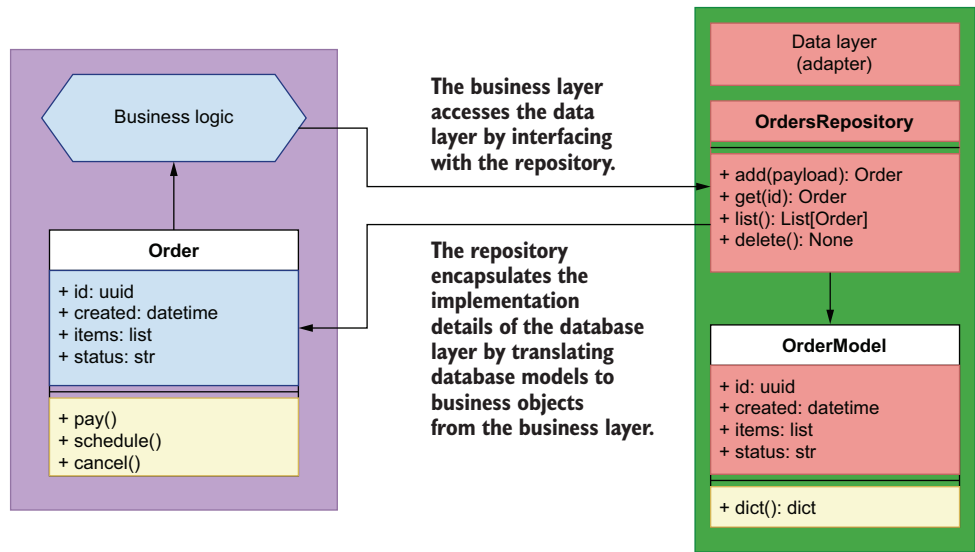 Business logic
Order
+ id: uuid
+ created: datetime
+ items: list
+ status: str
+ pay()
+ schedule()
+ cancel()
The business layer
accesses the data
layer by interfacing
with the repository.
The repository
encapsulates the
implementation
details of the database
layer by translating
database models to
business objects
from the business layer.
Data layer
(adapter)
OrdersRepository
+ add(payload): Order
+ get(id): Order
+ list(): List[Order]
+ delete(): None
OrderModel
+ id: uuid
+ created: datetime
+ items: list
+ status: str
+ dict(): dict